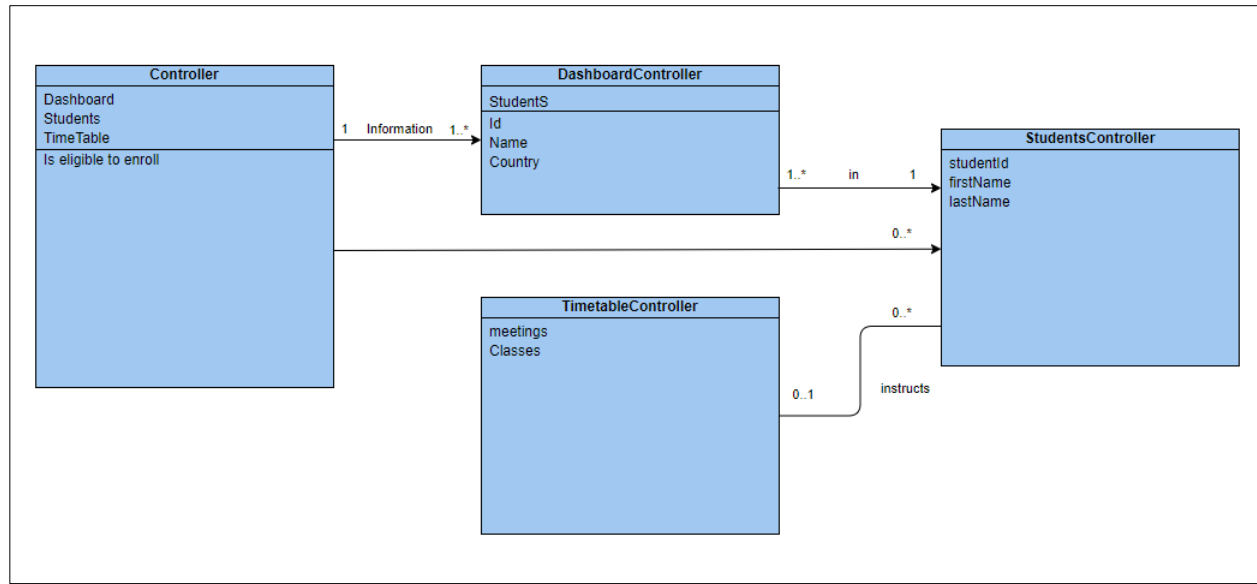 Controller
Dashboard
Students
TimeTable
Is eligible to enroll
1 Information 1..*
DashboardController
StudentS
Id
Name
Country
1..* in 1
StudentsController
studentId
firstName
lastName
0..*
TimetableController
meetings
Classes
0..*
0..1 instructs